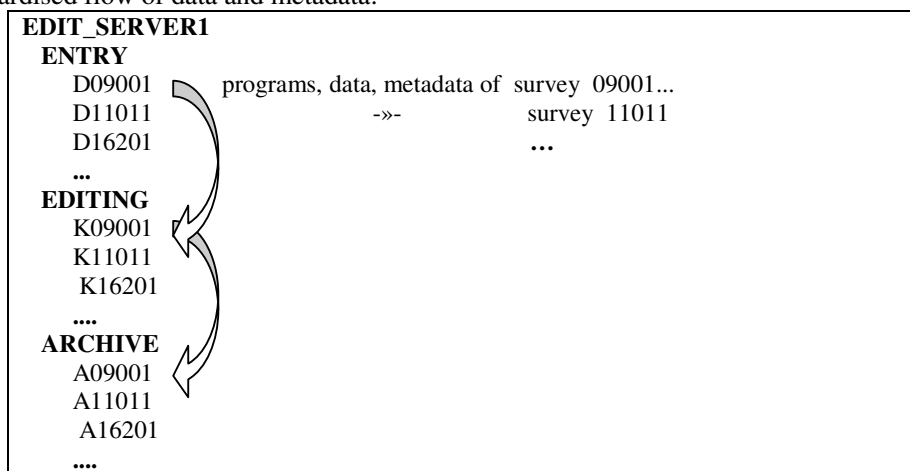 ardised flow of data and metadata.
EDIT_SERVER1
ENTRY
D09001 programs, data, metadata of survey 09001...
D11011 -»- survey 11011
D16201 ...
...
EDITING
K09001
K11011
K16201
....
ARCHIVE
A09001
A11011
A16201
....